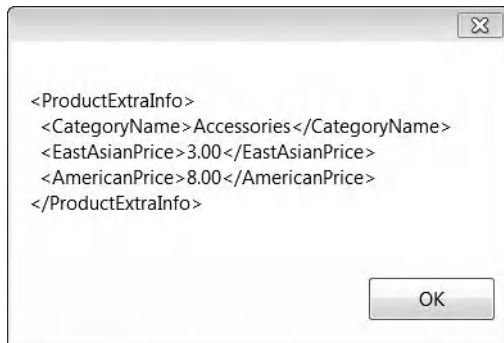 <ProductExtraInfo>
<CategoryName>Accessories</CategoryName>
<EastAsianPrice>3.00</EastAsianPrice>
<AmericanPrice>8.00</AmericanPrice>
</ProductExtraInfo>
OK